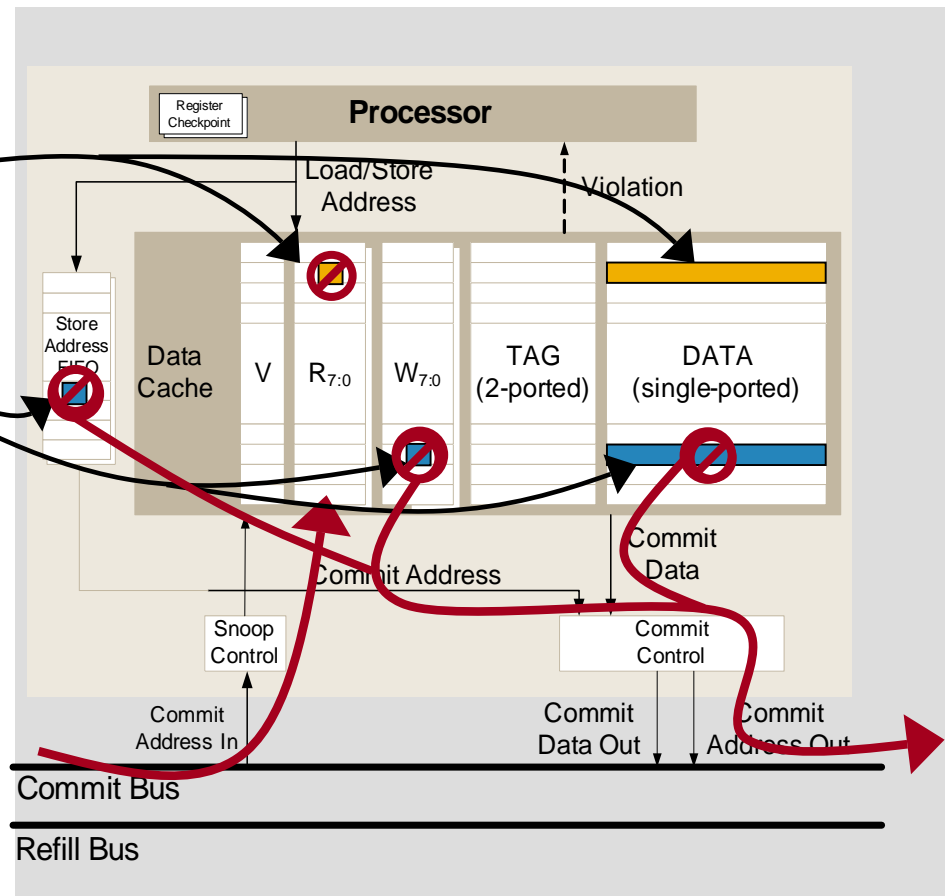 Register
Checkpoint
Processor
Load/Store
Address
Violation
Store
Address
FIFO
Data
Cache
V
R7:0
W7:0
TAG
(2-ported)
DATA
(single-ported)
Commit
Data
Commit Address
Snoop
Control
Commit
Control
Commit
Address In
Commit
Data Out
Commit
Address Out
Commit Bus
Refill Bus